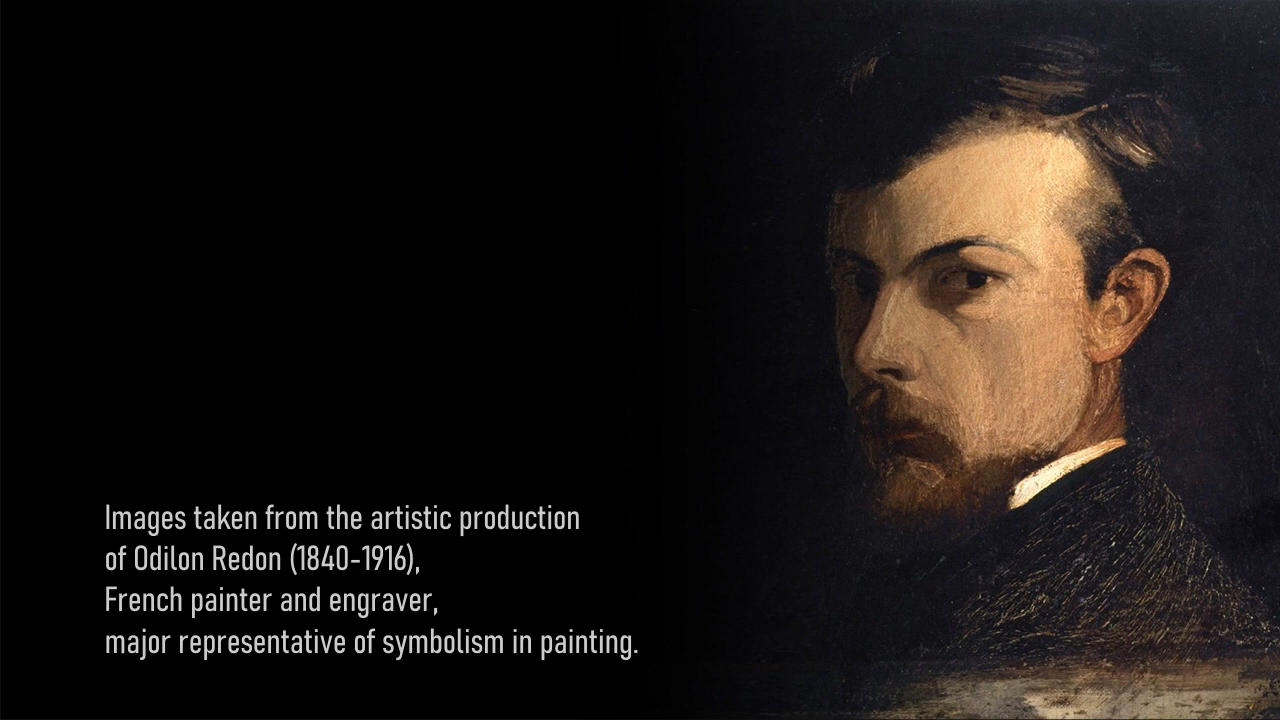 Images taken from the artistic production
of Odilon Redon (1840-1916),
French painter and engraver,
major representative of symbolism in painting.